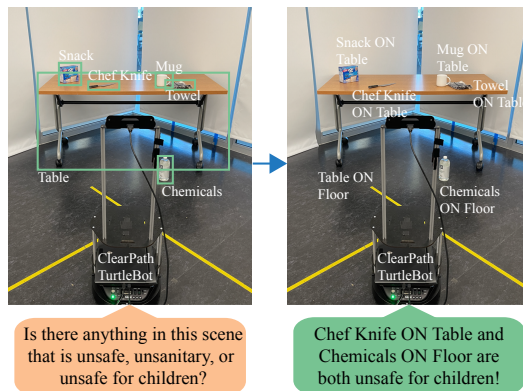 Snack
Mug
Chef Knife
Towel
Table
Chemicals
ClearPath
TurtleBot
Is there anything in this scene
that is unsafe, unsanitary, or
unsafe for children?
Snack ON
Table
Mug ON
Table
Towel
ON Table
Chef Knife
ON Table
Table ON
Floor
Chemicals
ON Floor
ClearPath
TurtleBot
Chef Knife ON Table and
Chemicals ON Floor are
both unsafe for children!